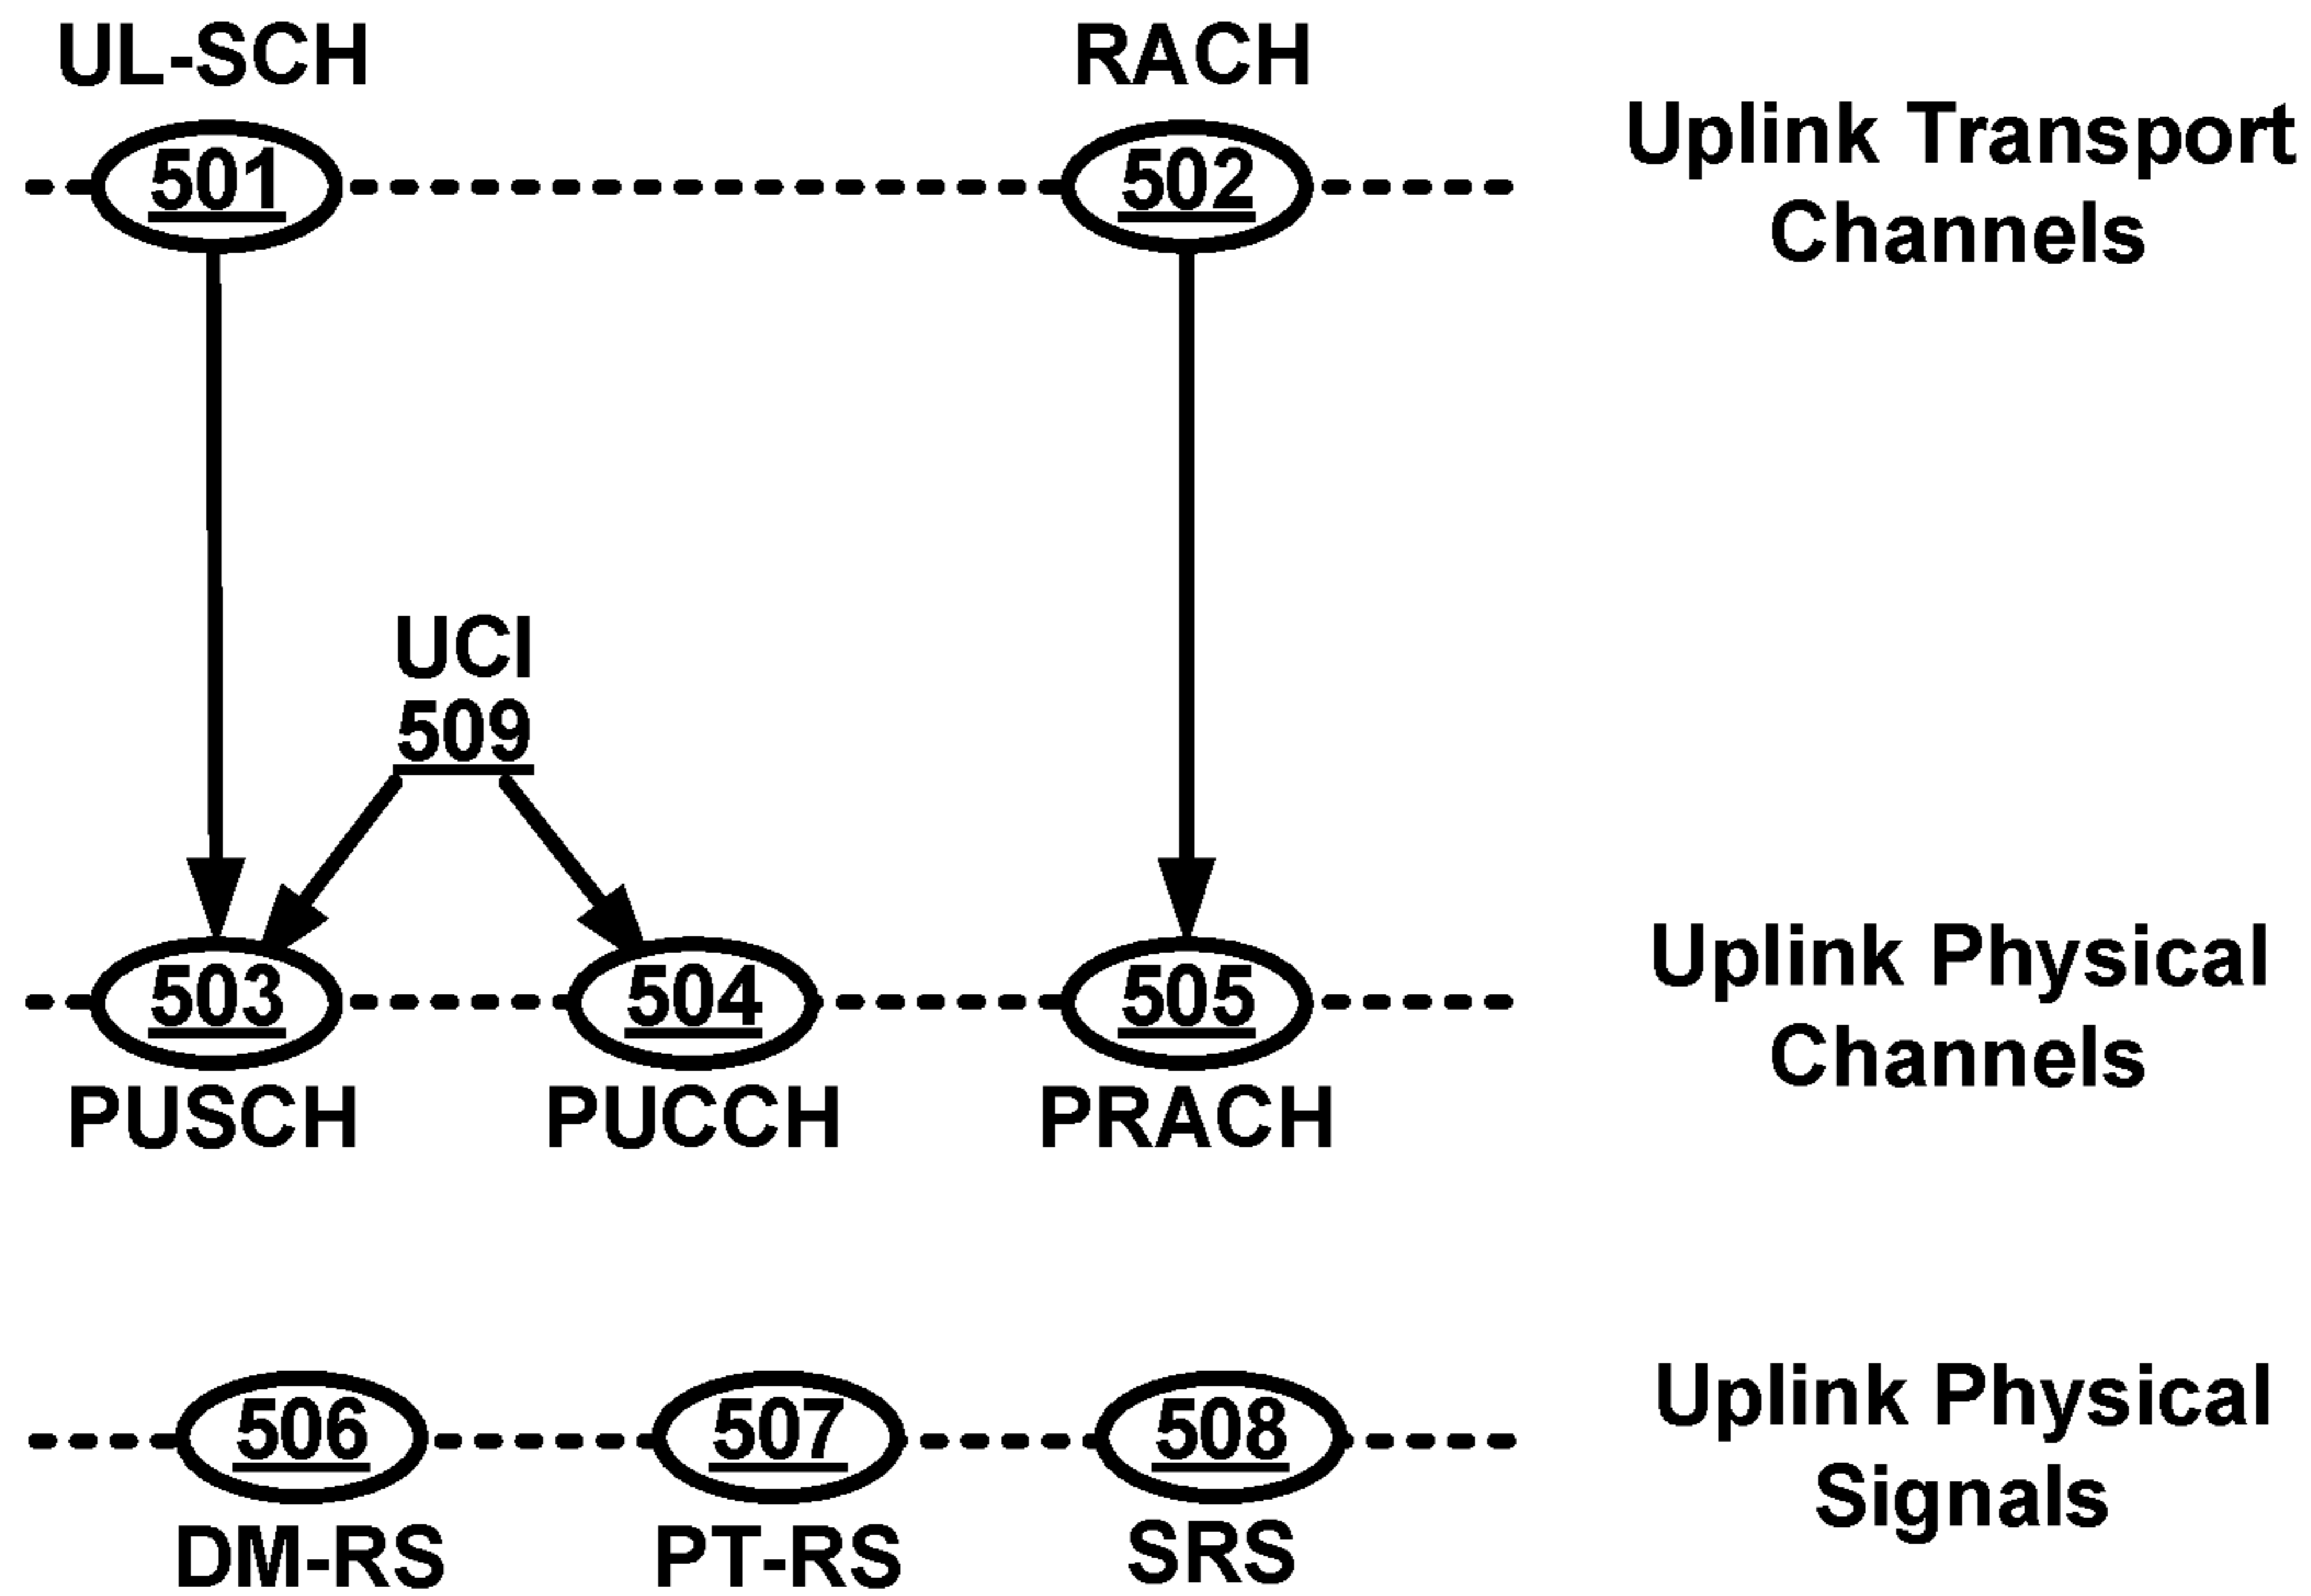 UL-SCH
RACH
501
502
Uplink Transport
Channels
UCI
509
503
504
505
Uplink Physical
Channels
PUSCH
PUCCH
PRACH
506
507
508
Uplink Physical
Signals
DM-RS
PT-RS
SRS